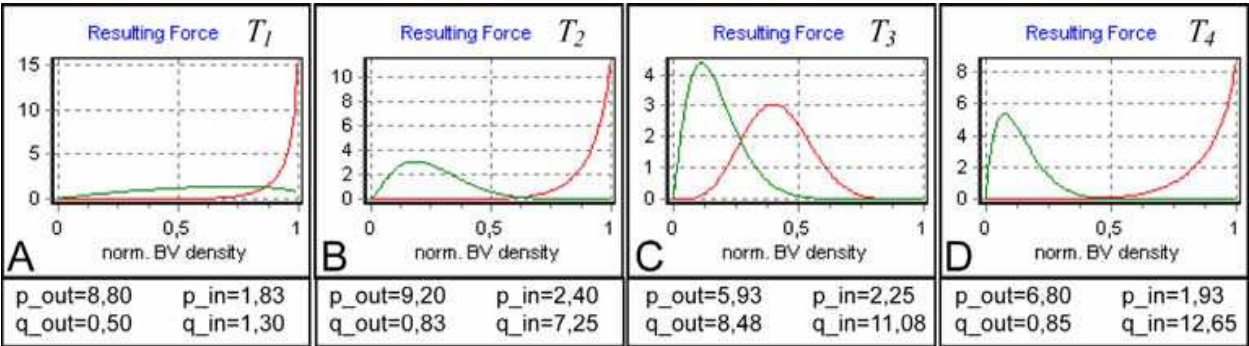 Resulting Force T1
15
10
5
0
0 0,5 1
norm. BV density
A
p_out=8,80 p_in=1,83
q_out=0,50 q_in=1,30
Resulting Force T2
10
8
6
4
2
0
0 0,5 1
norm. BV density
B
p_out=9,20 p_in=2,40
q_out=0,83 q_in=7,25
Resulting Force T3
4
3
2
1
0
0 0,5 1
norm. BV density
C
p_out=5,93 p_in=2,25
q_out=8,48 q_in=11,08
Resulting Force T4
8
6
4
2
0
0 0,5 1
norm. BV density
D
p_out=6,80 p_in=1,93
q_out=0,85 q_in=12,65